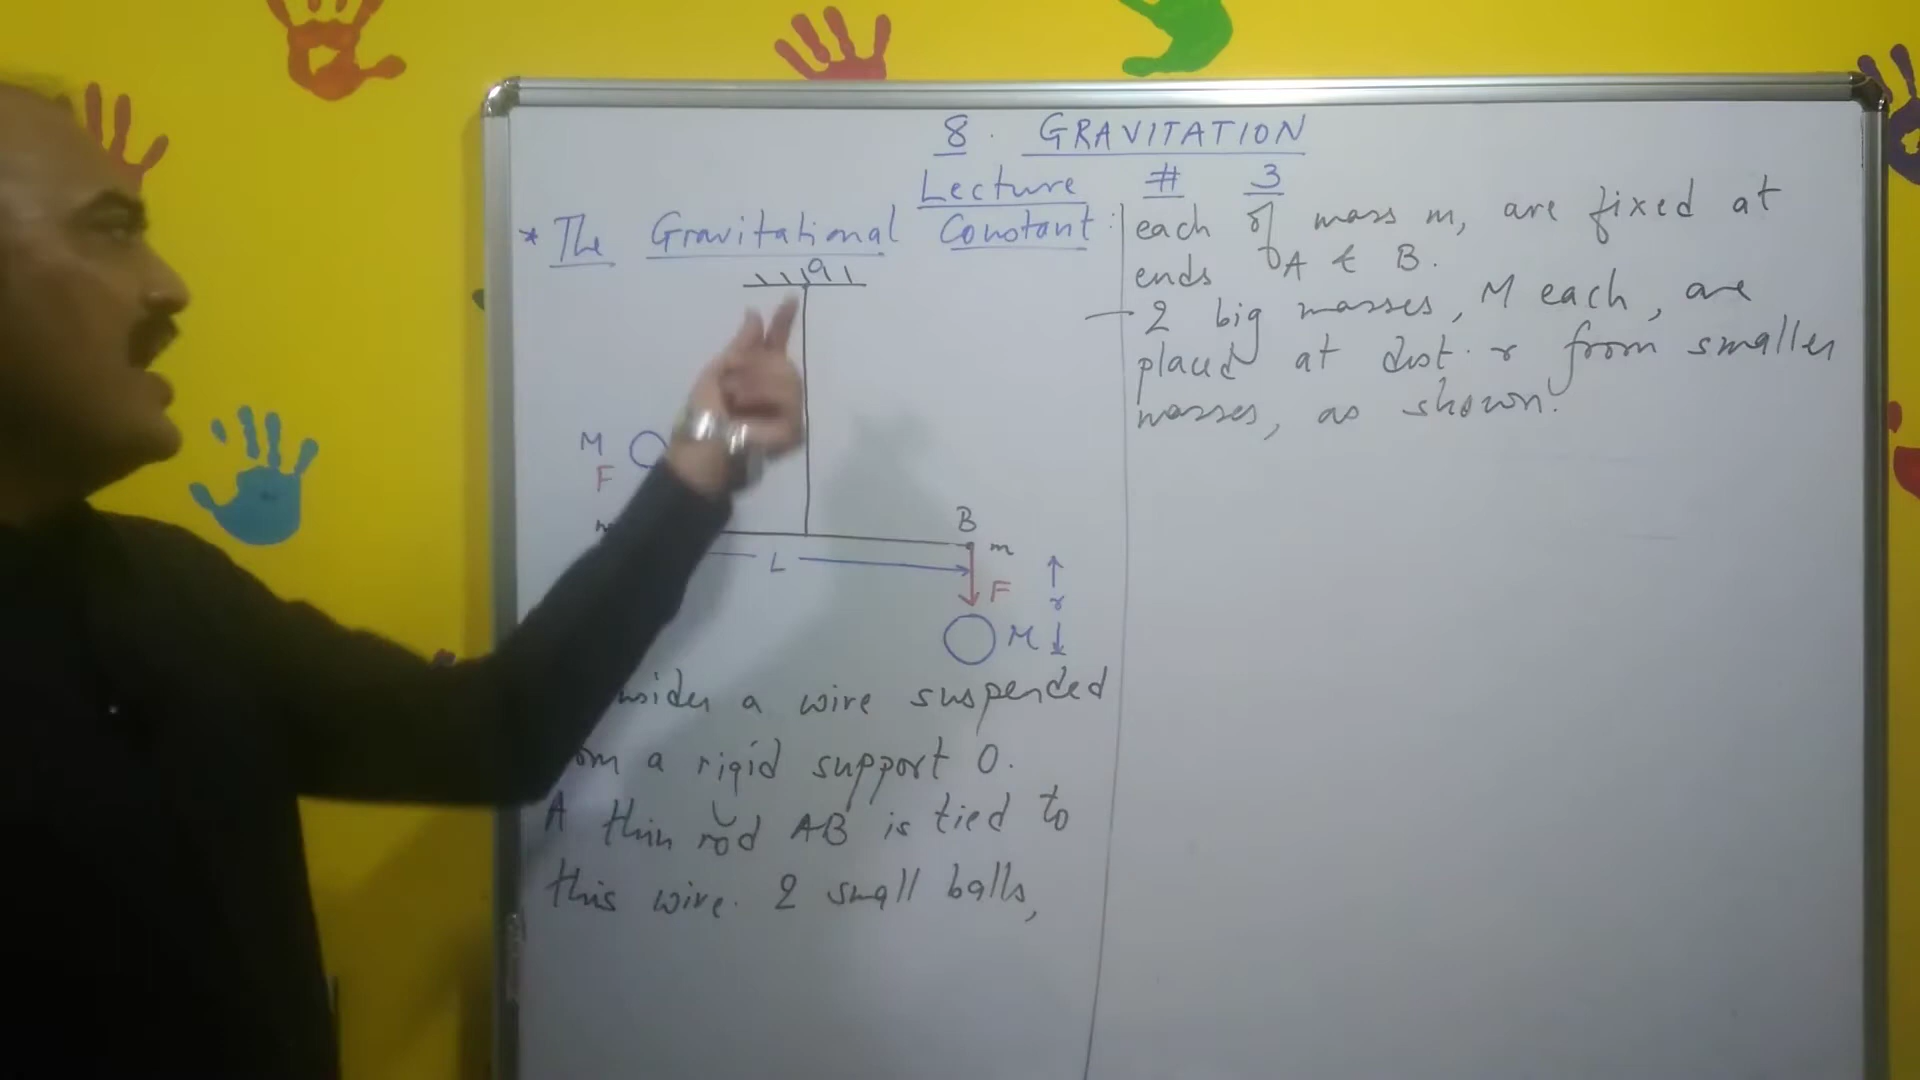 8. GRAVITATION
Lecture # 3
* The Gravitational Constant:
M
F
B
m
L
F
r
M
a wire suspended
a rigid support O.
A thin rod AB is tied to
this wire. 2 small balls,
each of mass m, are fixed at
ends A & B.
— 2 big masses, M each, are
placed at dist. r from smaller
masses, as shown.